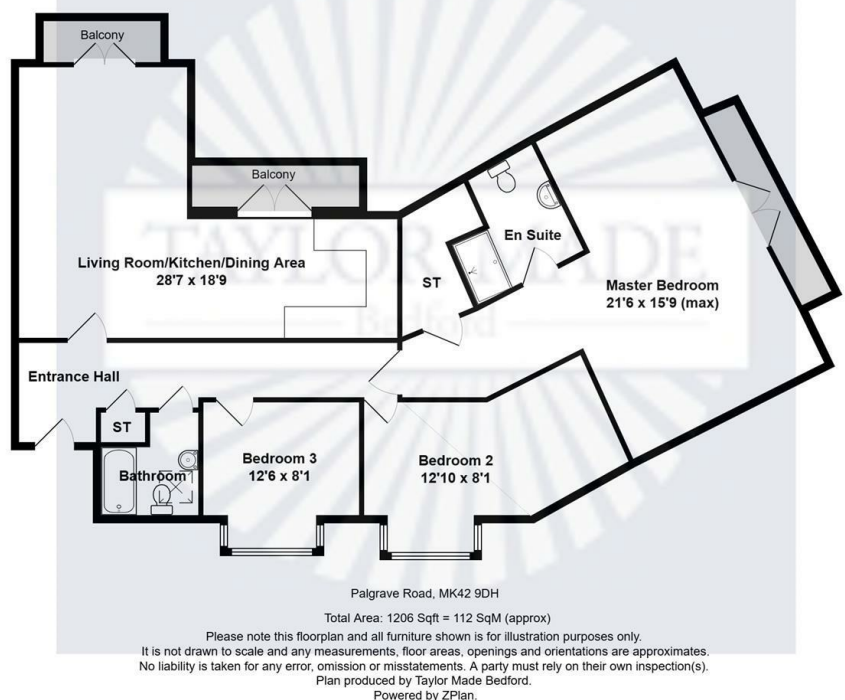 Balcony
Balcony
TAYLOR MADE
Bedford
Living Room/Kitchen/Dining Area
28'7 x 18'9
En Suite
ST
Master Bedroom
21'6 x 15'9 (max)
Entrance Hall
ST
Bathroom
Bedroom 3
12'6 x 8'1
Bedroom 2
12'10 x 8'1
Palgrave Road, MK42 9DH
Total Area: 1206 Sqft = 112 SqM (approx)
Please note this floorplan and all furniture shown is for illustration purposes only.
It is not drawn to scale and any measurements, floor areas, openings and orientations are approximates.
No liability is taken for any error, omission or misstatements. A party must rely on their own inspection(s).
Plan produced by Taylor Made Bedford.
Powered by ZPlan.